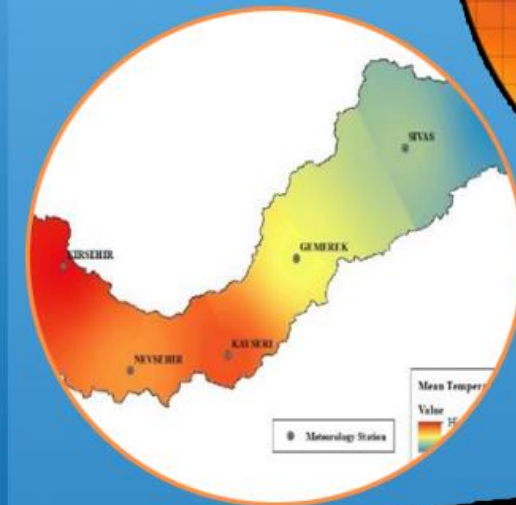 SIVAS
GEMEREK
KIRSEHIR
KAYSERI
NEVSEHIR
Mean Temper
Value
H
Meteorology Station